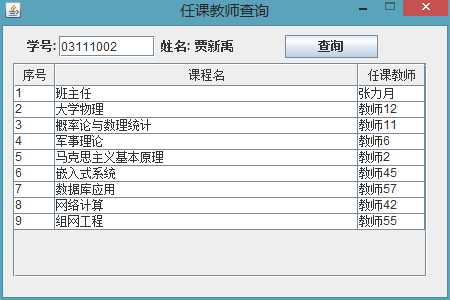 任课教师查询
学号: 03111002 姓名: 贾新禹 查询
序号 课程名 任课教师
1 班主任 张力月
2 大学物理 教师12
3 概率论与数理统计 教师11
4 军事理论 教师6
5 马克思主义基本原理 教师2
6 嵌入式系统 教师45
7 数据库应用 教师57
8 网络计算 教师42
9 组网工程 教师55